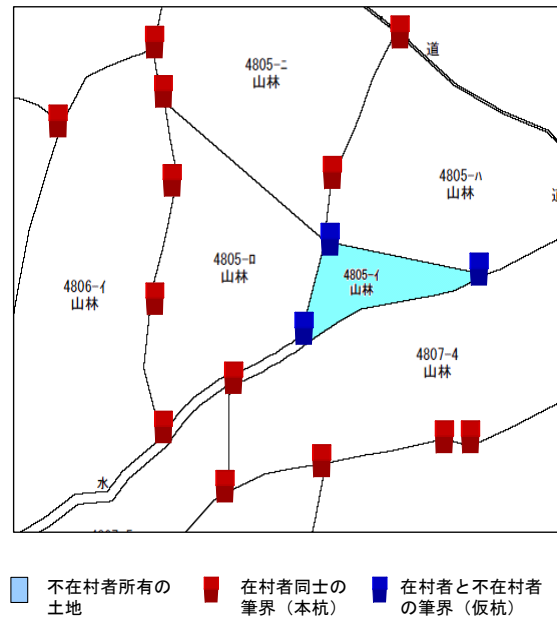 道
4805-ニ
山林
4805-ハ
山林
4805-ロ
山林
4805-イ
山林
4806-イ
山林
4807-4
山林
水
不在村者所有の
土地
在村者同士の
筆界（本杭）
在村者と不在村者
の筆界（仮杭）